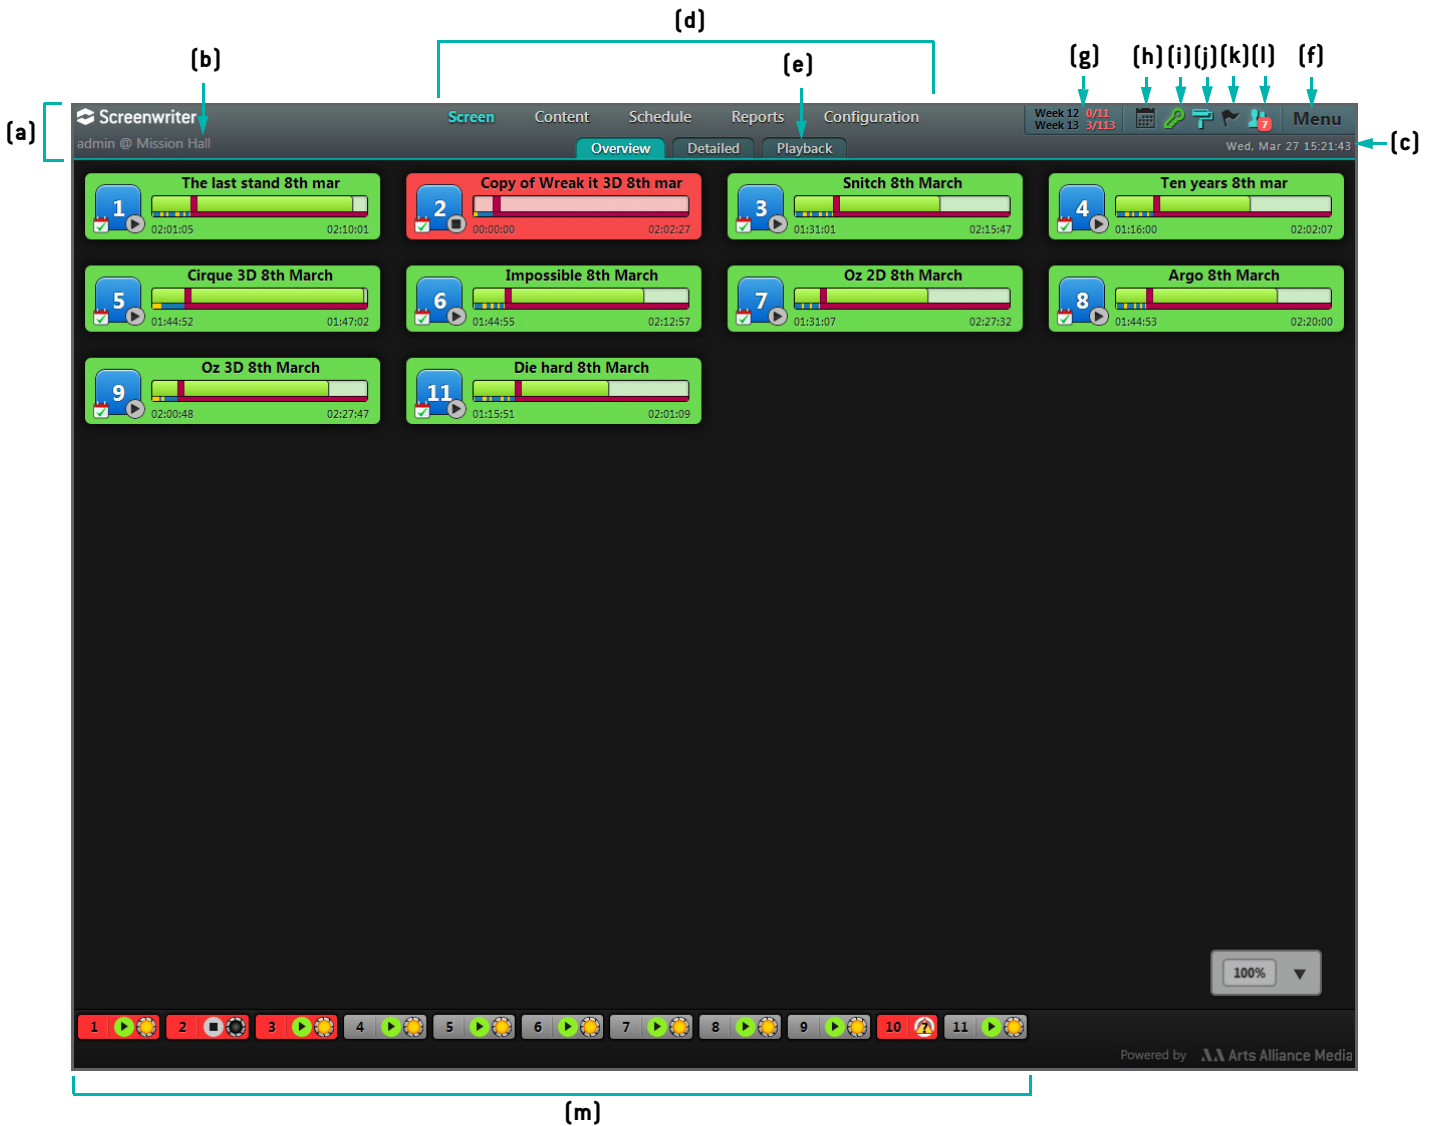 (d)
(b)
(e)
(g)
(h) (i) (j) (k) (l)
(f)
(a)
Screenwriter
admin @ Mission Hall
Screen Content Schedule Reports Configuration
Overview Detailed Playback
Week 12 0/11
Week 13 3/113
7
Menu
Wed, Mar 27 15:21:43
(c)
1 The last stand 8th mar
02:01:05 02:10:01
2 Copy of Wreak it 3D 8th mar
00:00:00 02:02:27
3 Snitch 8th March
01:31:01 02:15:47
4 Ten years 8th mar
01:16:00 02:02:07
5 Cirque 3D 8th March
01:44:52 01:47:02
6 Impossible 8th March
01:44:55 02:12:57
7 Oz 2D 8th March
01:31:07 02:27:32
8 Argo 8th March
01:44:53 02:20:00
9 Oz 3D 8th March
02:00:48 02:27:47
11 Die hard 8th March
01:15:51 02:01:09
100%
1 2 3 4 5 6 7 8 9 10 ? 11
Powered by Arts Alliance Media
(m)